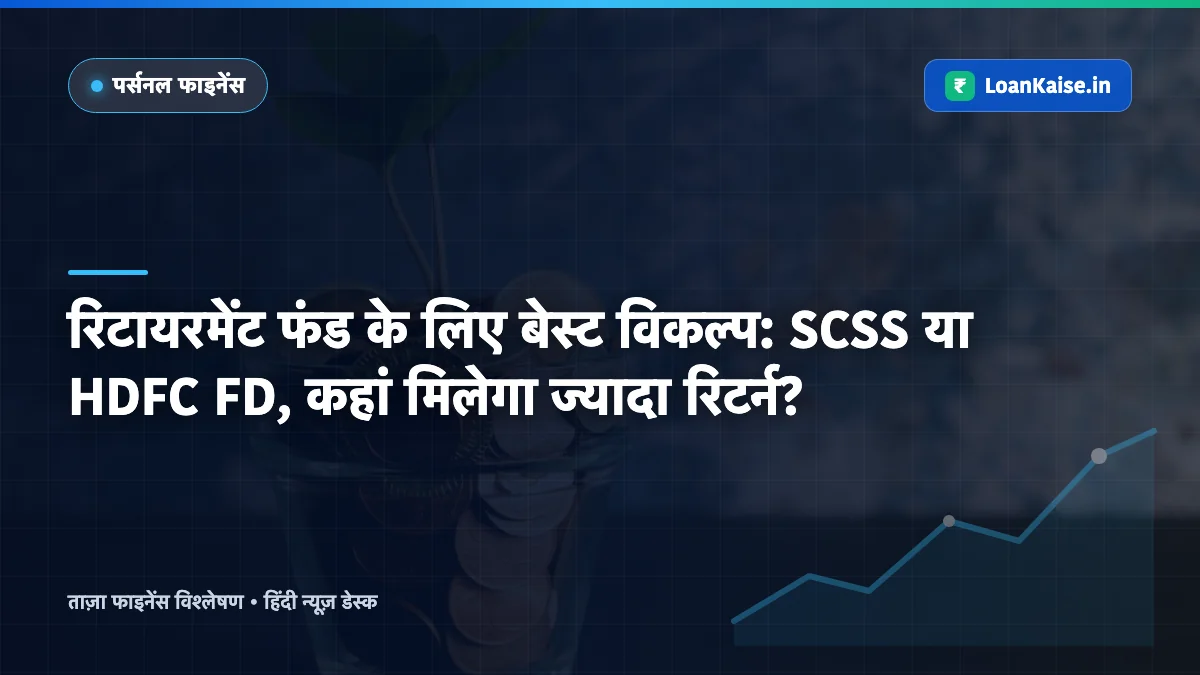 पर्सनल फाइनेंस
₹ LoanKaise.in
रिटायरमेंट फंड के लिए बेस्ट विकल्प: SCSS या
HDFC FD, कहां मिलेगा ज्यादा रिटर्न?
ताज़ा फाइनेंस विश्लेषण • हिंदी न्यूज़ डेस्क